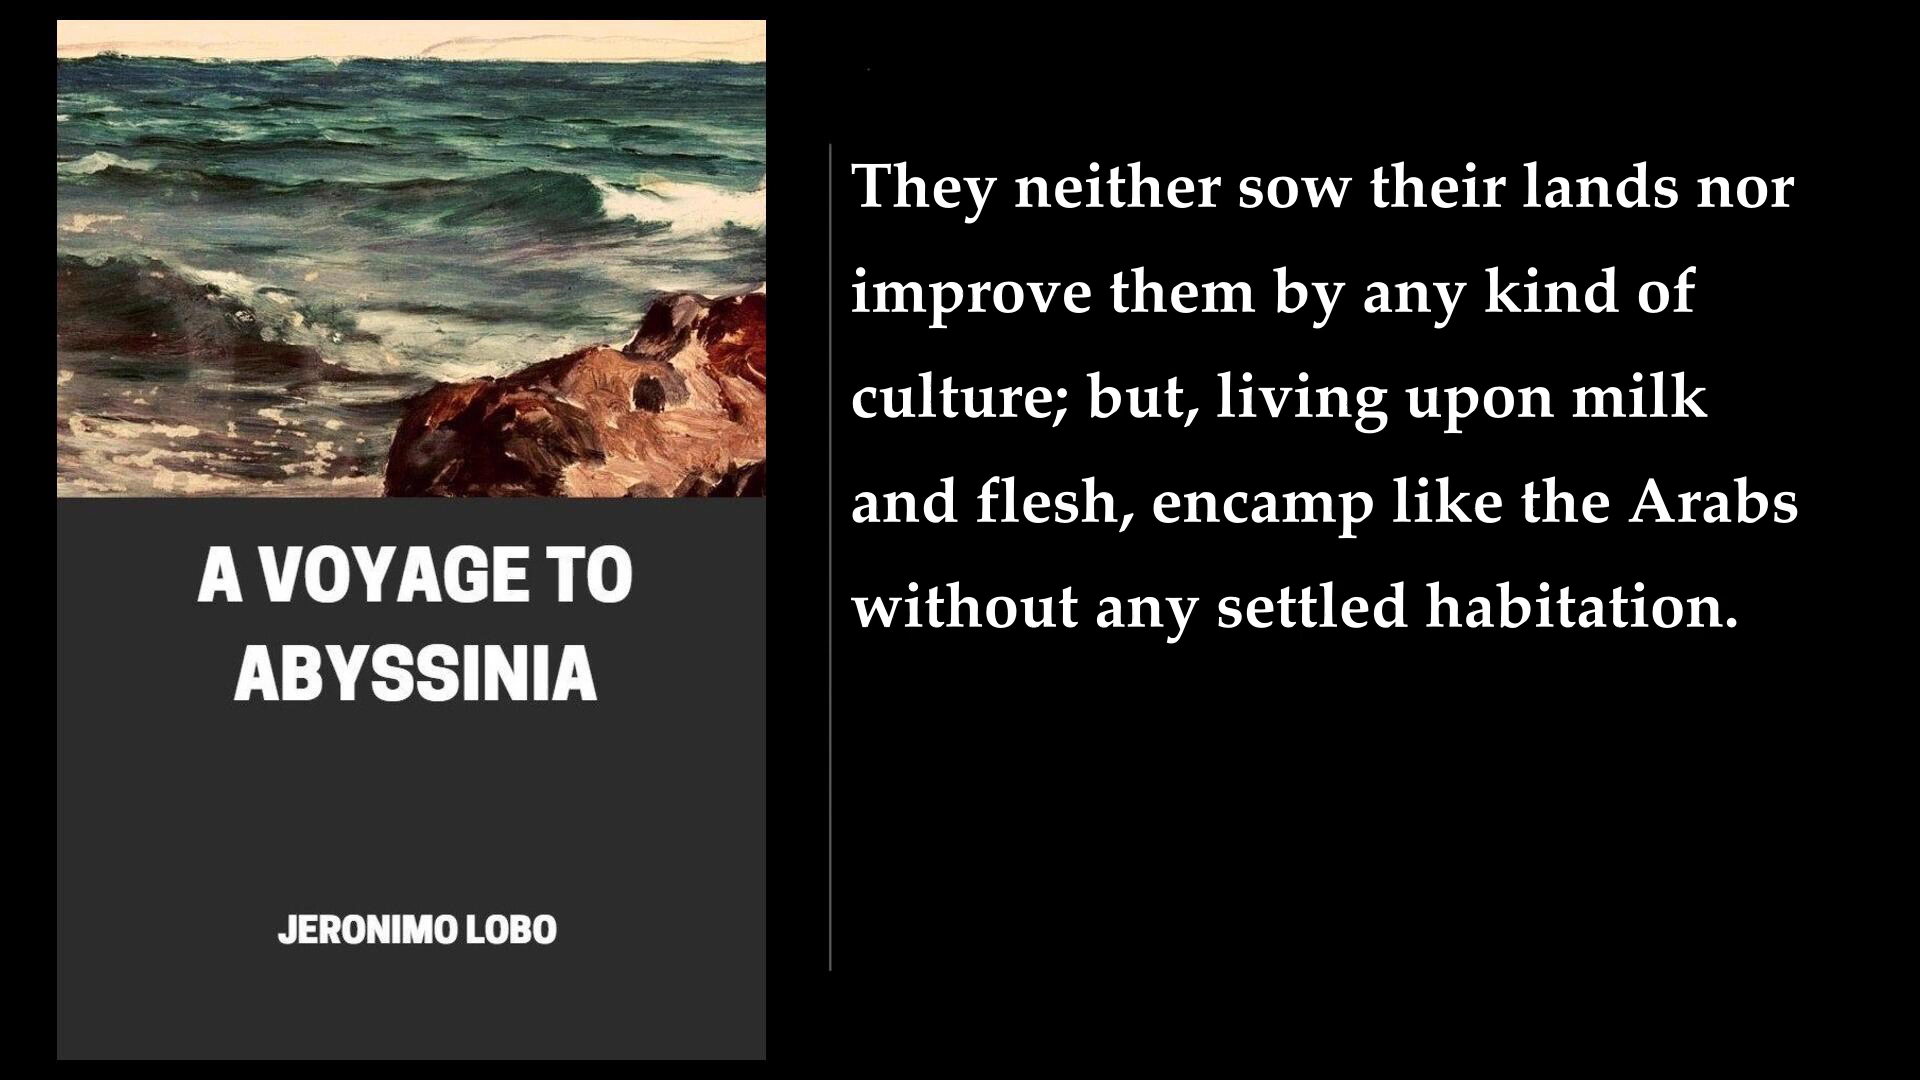 A VOYAGE TO
ABYSSINIA
JERONIMO LOBO
They neither sow their lands nor
improve them by any kind of
culture; but, living upon milk
and flesh, encamp like the Arabs
without any settled habitation.